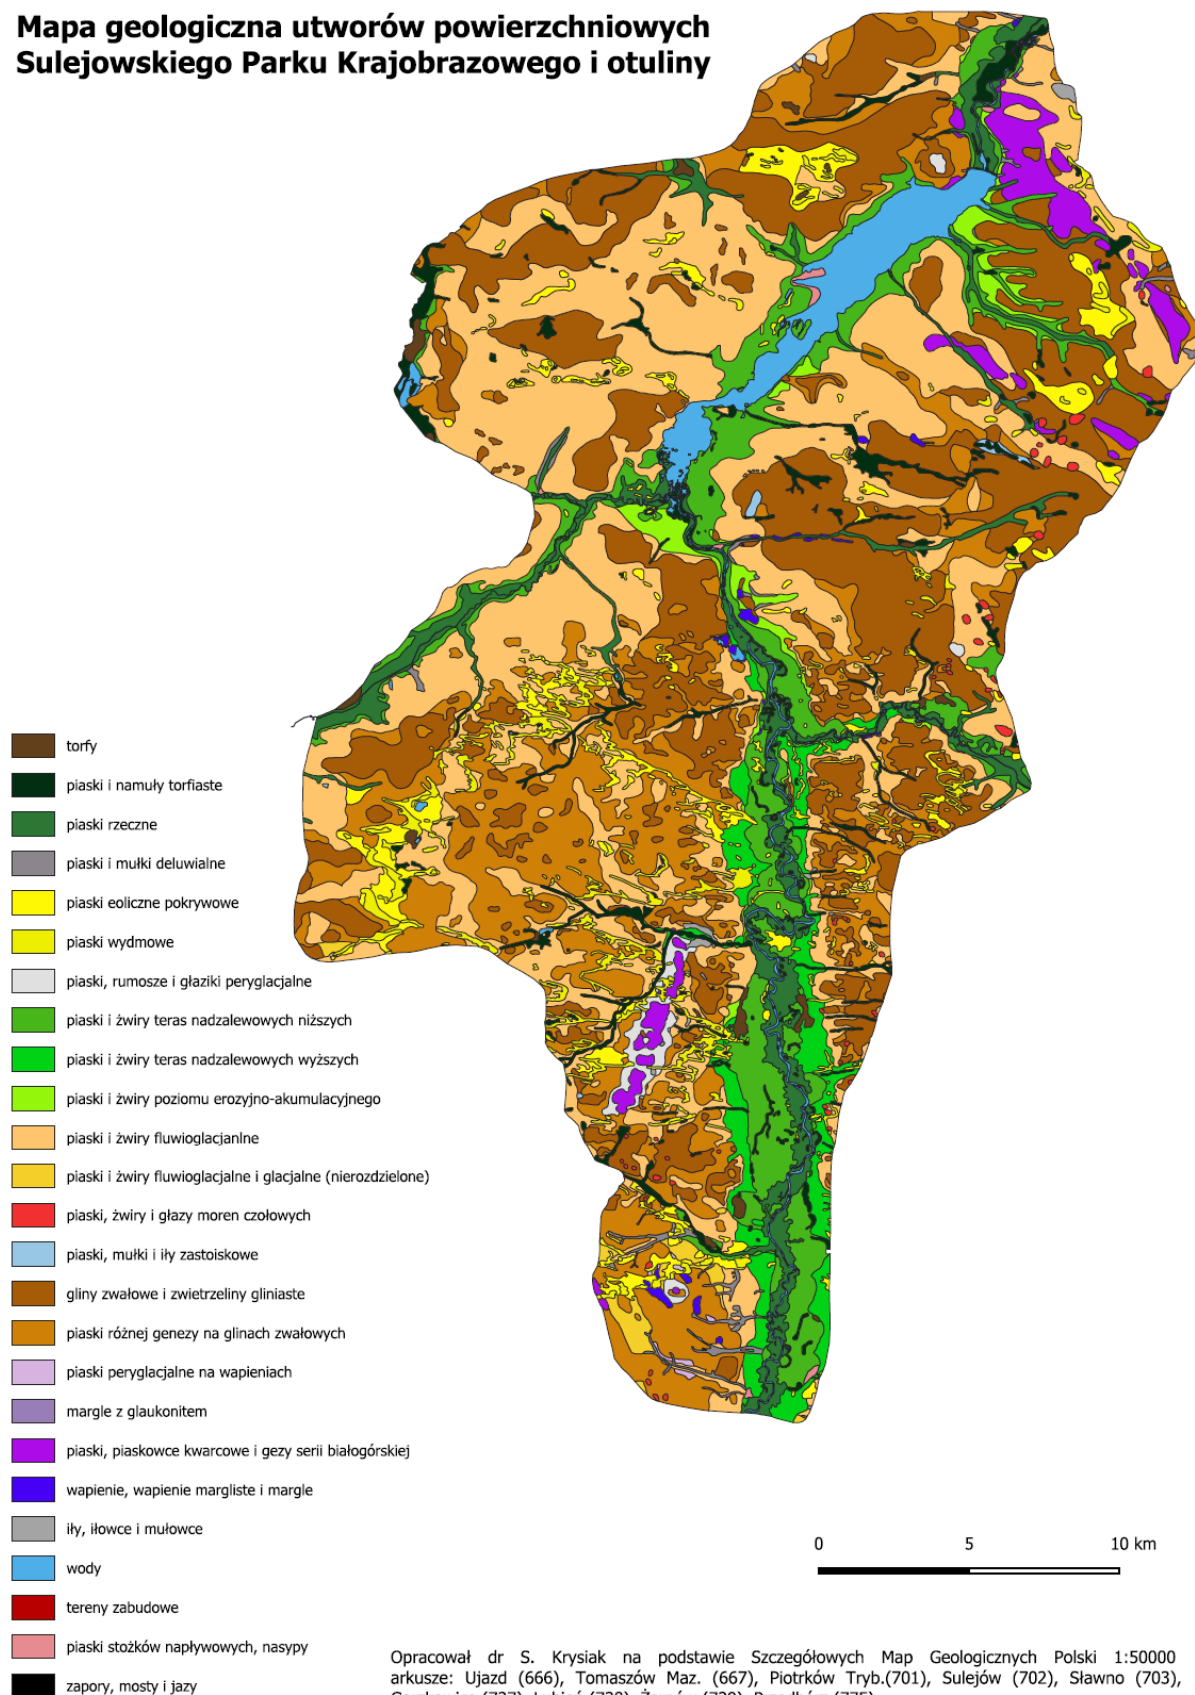 Mapa geologiczna utworów powierzchniowych
Sulejowskiego Parku Krajobrazowego i otuliny
torfy
piaski i namuły torfiaste
piaski rzeczne
piaski i mułki deluwialne
piaski eoliczne pokrywowe
piaski wydmowe
piaski, rumosze i głaziki peryglacjalne
piaski i żwiry teras nadzalewowych niższych
piaski i żwiry teras nadzalewowych wyższych
piaski i żwiry poziomu erozyjno-akumulacyjnego
piaski i żwiry fluwioglacjanlne
piaski i żwiry fluwioglacjalne i glacjalne (nierozdzielone)
piaski, żwiry i głazy moren czołowych
piaski, mułki i iły zastoiskowe
gliny zwałowe i zwietrzeliny gliniaste
piaski różnej genezy na glinach zwałowych
piaski peryglacjalne na wapieniach
margle z glaukonitem
piaski, piaskowce kwarcowe i gezy serii białogórskiej
wapienie, wapienie margliste i margle
iły, iłowce i mułowce
wody
tereny zabudowe
piaski stożków napływowych, nasypy
zapory, mosty i jazy
0 5 10 km
Opracował dr S. Krysiak na podstawie Szczegółowych Map Geologicznych Polski 1:50000
arkusze: Ujazd (666), Tomaszów Maz. (667), Piotrków Tryb.(701), Sulejów (702), Sławno (703),